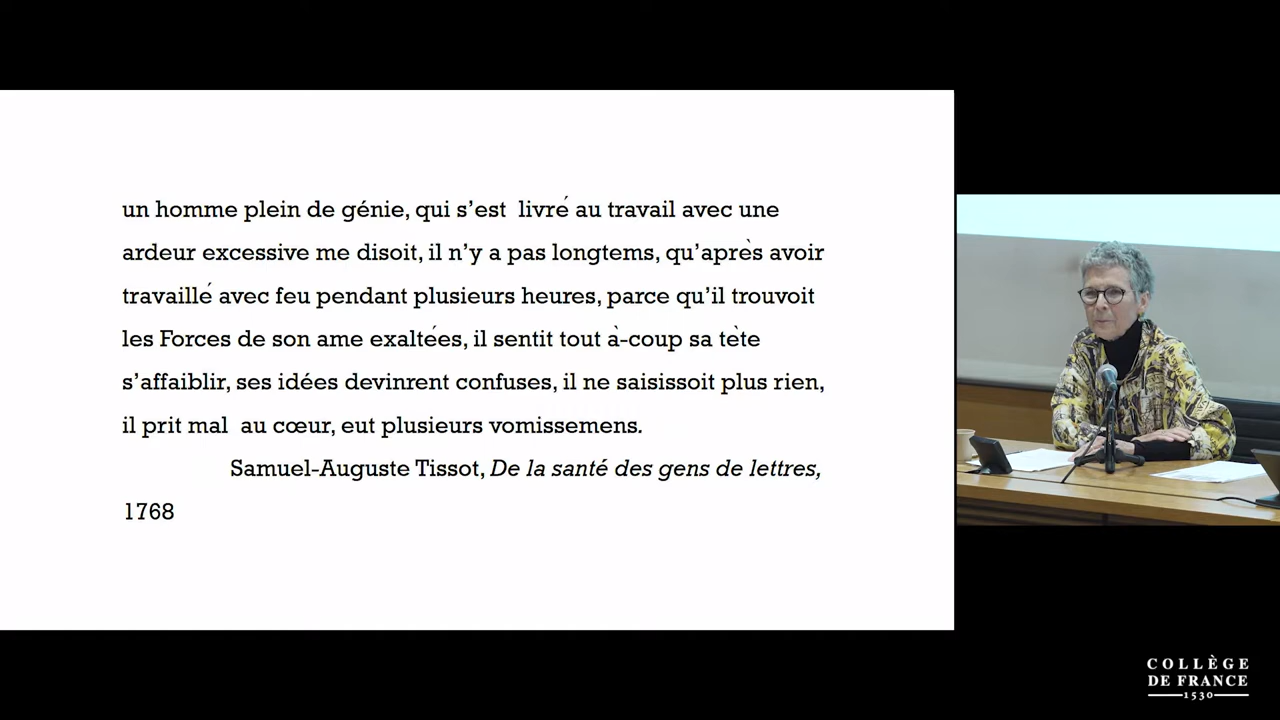 un homme plein de génie, qui s’est livré au travail avec une
ardeur excessive me disoit, il n’y a pas longtems, qu’après avoir
travaillé avec feu pendant plusieurs heures, parce qu’il trouvoit
les Forces de son ame exaltées, il sentit tout à-coup sa tète
s’affaiblir, ses idées devinrent confuses, il ne saisissoit plus rien,
il prit mal au cœur, eut plusieurs vomissemens.
Samuel-Auguste Tissot, De la santé des gens de lettres,
1768
COLLÈGE
DE FRANCE
1530